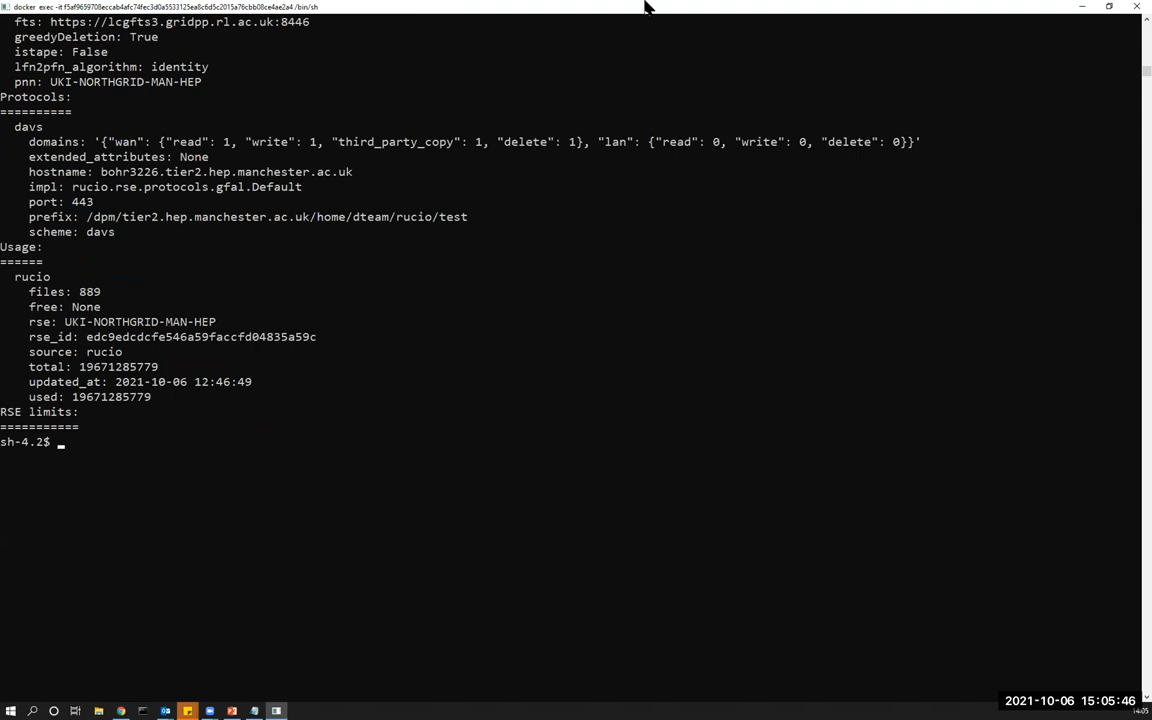 docker exec -it f5af9659708eccab4afc74fec3d0a5533125ea8c6d5c2015a76cbb08ce4ae2a4 /bin/sh
fts: https://lcgfts3.gridpp.rl.ac.uk:8446
greedyDeletion: True
istape: False
lfn2pfn_algorithm: identity
pnn: UKI-NORTHGRID-MAN-HEP
Protocols:
==========
davs
domains: '{"wan": {"read": 1, "write": 1, "third_party_copy": 1, "delete": 1}, "lan": {"read": 0, "write": 0, "delete": 0}}'
extended_attributes: None
hostname: bohr3226.tier2.hep.manchester.ac.uk
impl: rucio.rse.protocols.gfal.Default
port: 443
prefix: /dpm/tier2.hep.manchester.ac.uk/home/dteam/rucio/test
scheme: davs
Usage:
======
rucio
files: 889
free: None
rse: UKI-NORTHGRID-MAN-HEP
rse_id: edc9edcdcfe546a59faccfd04835a59c
source: rucio
total: 19671285779
updated_at: 2021-10-06 12:46:49
used: 19671285779
RSE limits:
===========
sh-4.2$
2021-10-06 15:05:46
14:05